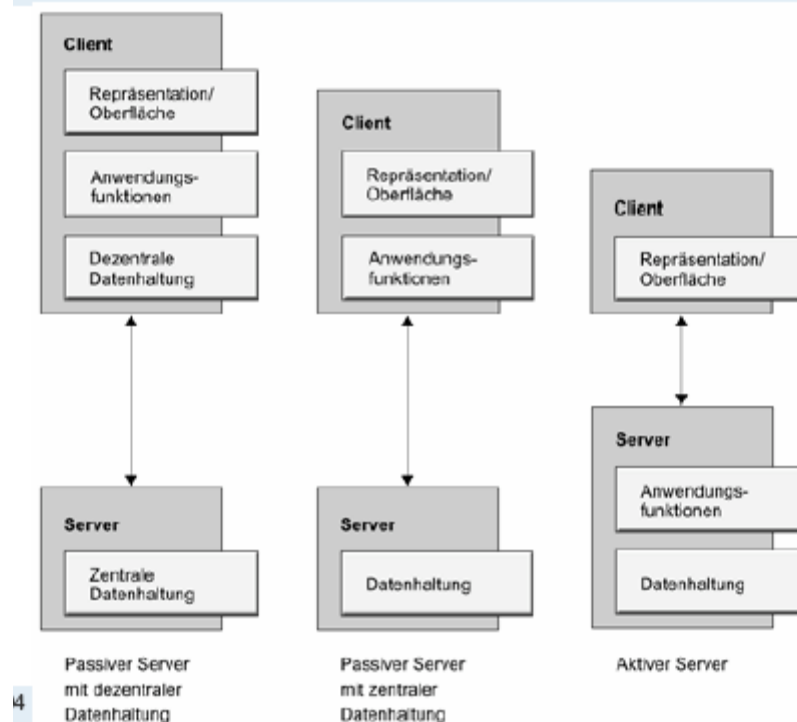 Client
Repräsentation/
Oberfläche
Anwendungs-
funktionen
Dezentrale
Datenhaltung
Server
Zentrale
Datenhaltung
Passiver Server
mit dezentraler
Datenhaltung
Client
Repräsentation/
Oberfläche
Anwendungs-
funktionen
Server
Datenhaltung
Passiver Server
mit zentraler
Datenhaltung
Client
Repräsentation/
Oberfläche
Server
Anwendungs-
funktionen
Datenhaltung
Aktiver Server